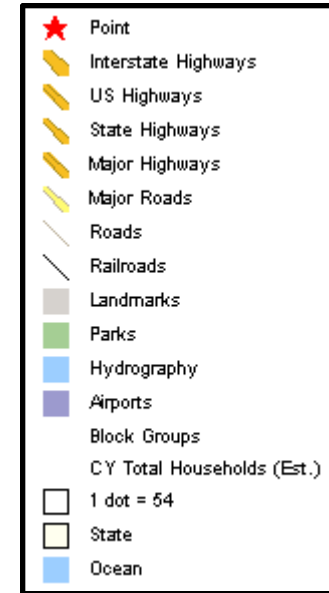 Point
Interstate Highways
US Highways
State Highways
Major Highways
Major Roads
Roads
Railroads
Landmarks
Parks
Hydrography
Airports
Block Groups
CY Total Households (Est.)
1 dot = 54
State
Ocean